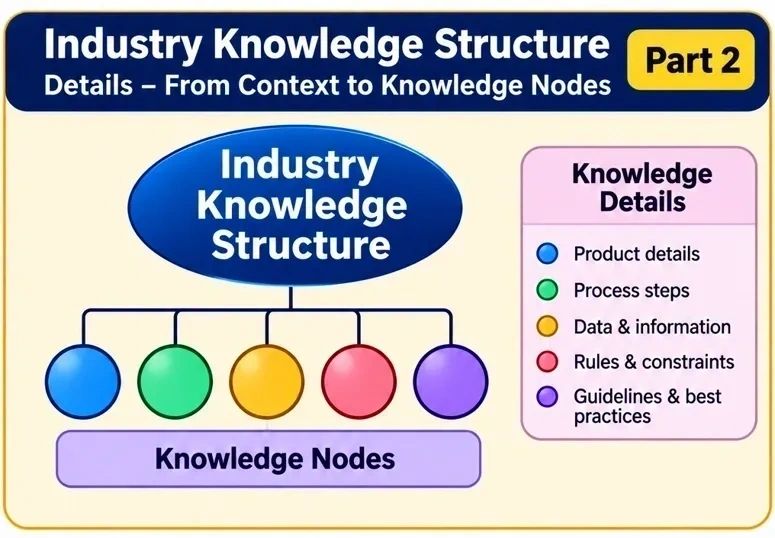 Industry Knowledge Structure
Details – From Context to Knowledge Nodes
Part 2
Industry
Knowledge
Structure
Knowledge Nodes
Knowledge
Details
Product details
Process steps
Data & information
Rules & constraints
Guidelines & best
practices